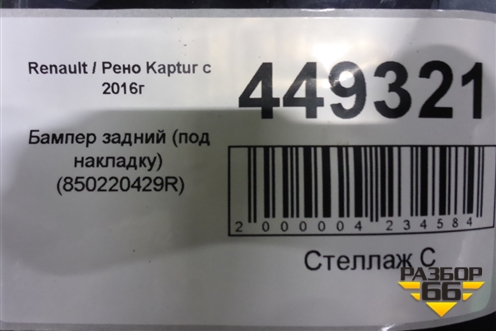 Renault / Рено Kaptur с
2016г
Бампер задний (под
накладку)
(850220429R)
449321
2 000004 234584
Стеллаж С
РАЗБОР
66